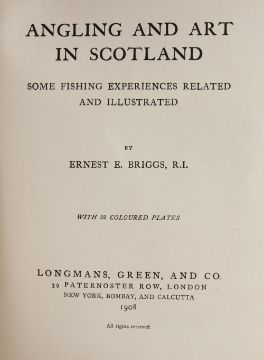 ANGLING AND ART
IN SCOTLAND
SOME FISHING EXPERIENCES RELATED
AND ILLUSTRATED
BY
ERNEST E. BRIGGS, R.I.
WITH 32 COLOURED PLATES
LONGMANS, GREEN, AND CO.
39 PATERNOSTER ROW, LONDON
NEW YORK, BOMBAY, AND CALCUTTA
1908
All rights reserved